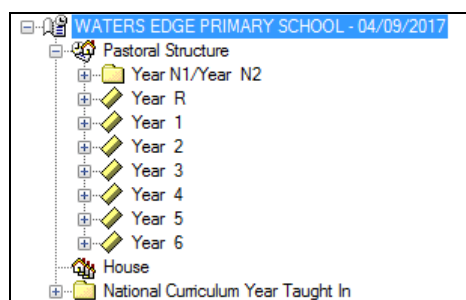 WATERS EDGE PRIMARY SCHOOL - 04/09/2017
Pastoral Structure
Year N1/Year N2
Year R
Year 1
Year 2
Year 3
Year 4
Year 5
Year 6
House
National Curriculum Year Taught In